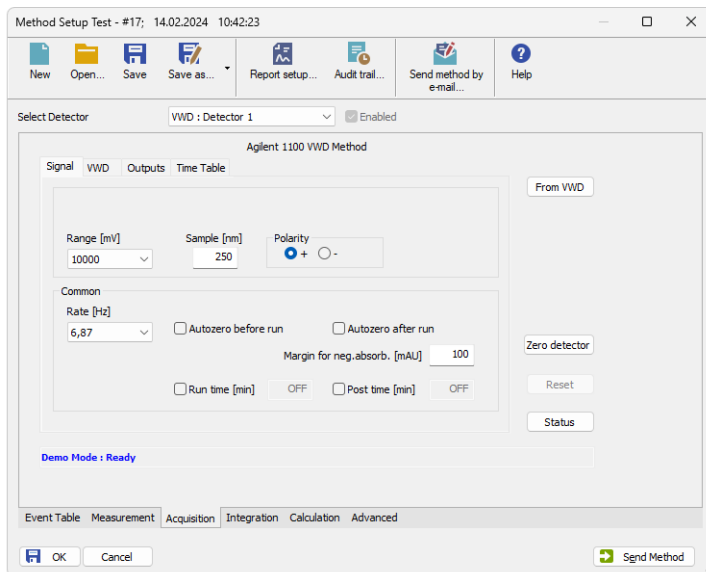 Method Setup Test - #17; 14.02.2024 10:42:23
New Open... Save Save as... Report setup... Audit trail... Send method by e-mail... Help
Select Detector VWD : Detector 1 Enabled
Agilent 1100 VWD Method
Signal VWD Outputs Time Table
From VWD
Range [mV] Sample [nm] Polarity
10000 250 + -
Common
Rate [Hz]
6,87 Autozero before run Autozero after run
Zero detector
Margin for neg.absorb. [mAU] 100
Run time [min] OFF Post time [min] OFF
Reset
Status
Demo Mode : Ready
Event Table Measurement Acquisition Integration Calculation Advanced
OK Cancel Send Method